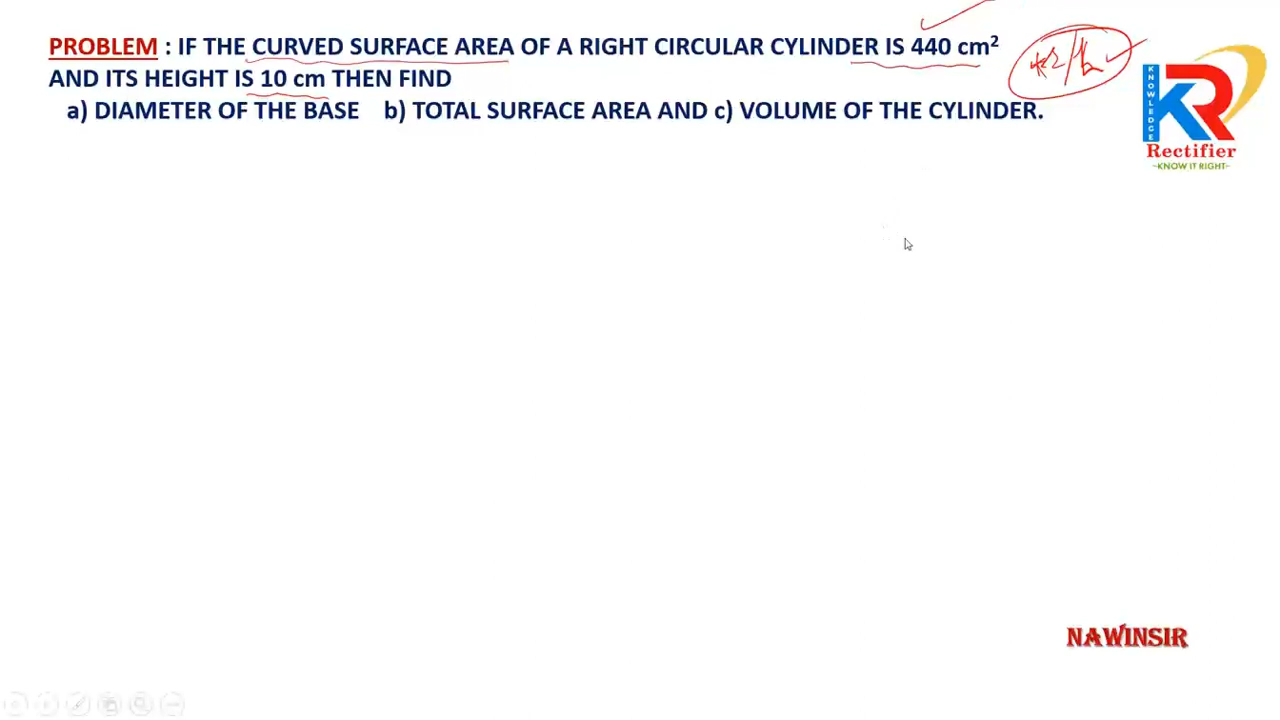 PROBLEM : IF THE CURVED SURFACE AREA OF A RIGHT CIRCULAR CYLINDER IS 440 cm²
AND ITS HEIGHT IS 10 cm THEN FIND
a) DIAMETER OF THE BASE b) TOTAL SURFACE AREA AND c) VOLUME OF THE CYLINDER.
KNOWLEDGE
KR
Rectifier
~KNOW IT RIGHT~
NAWINSIR